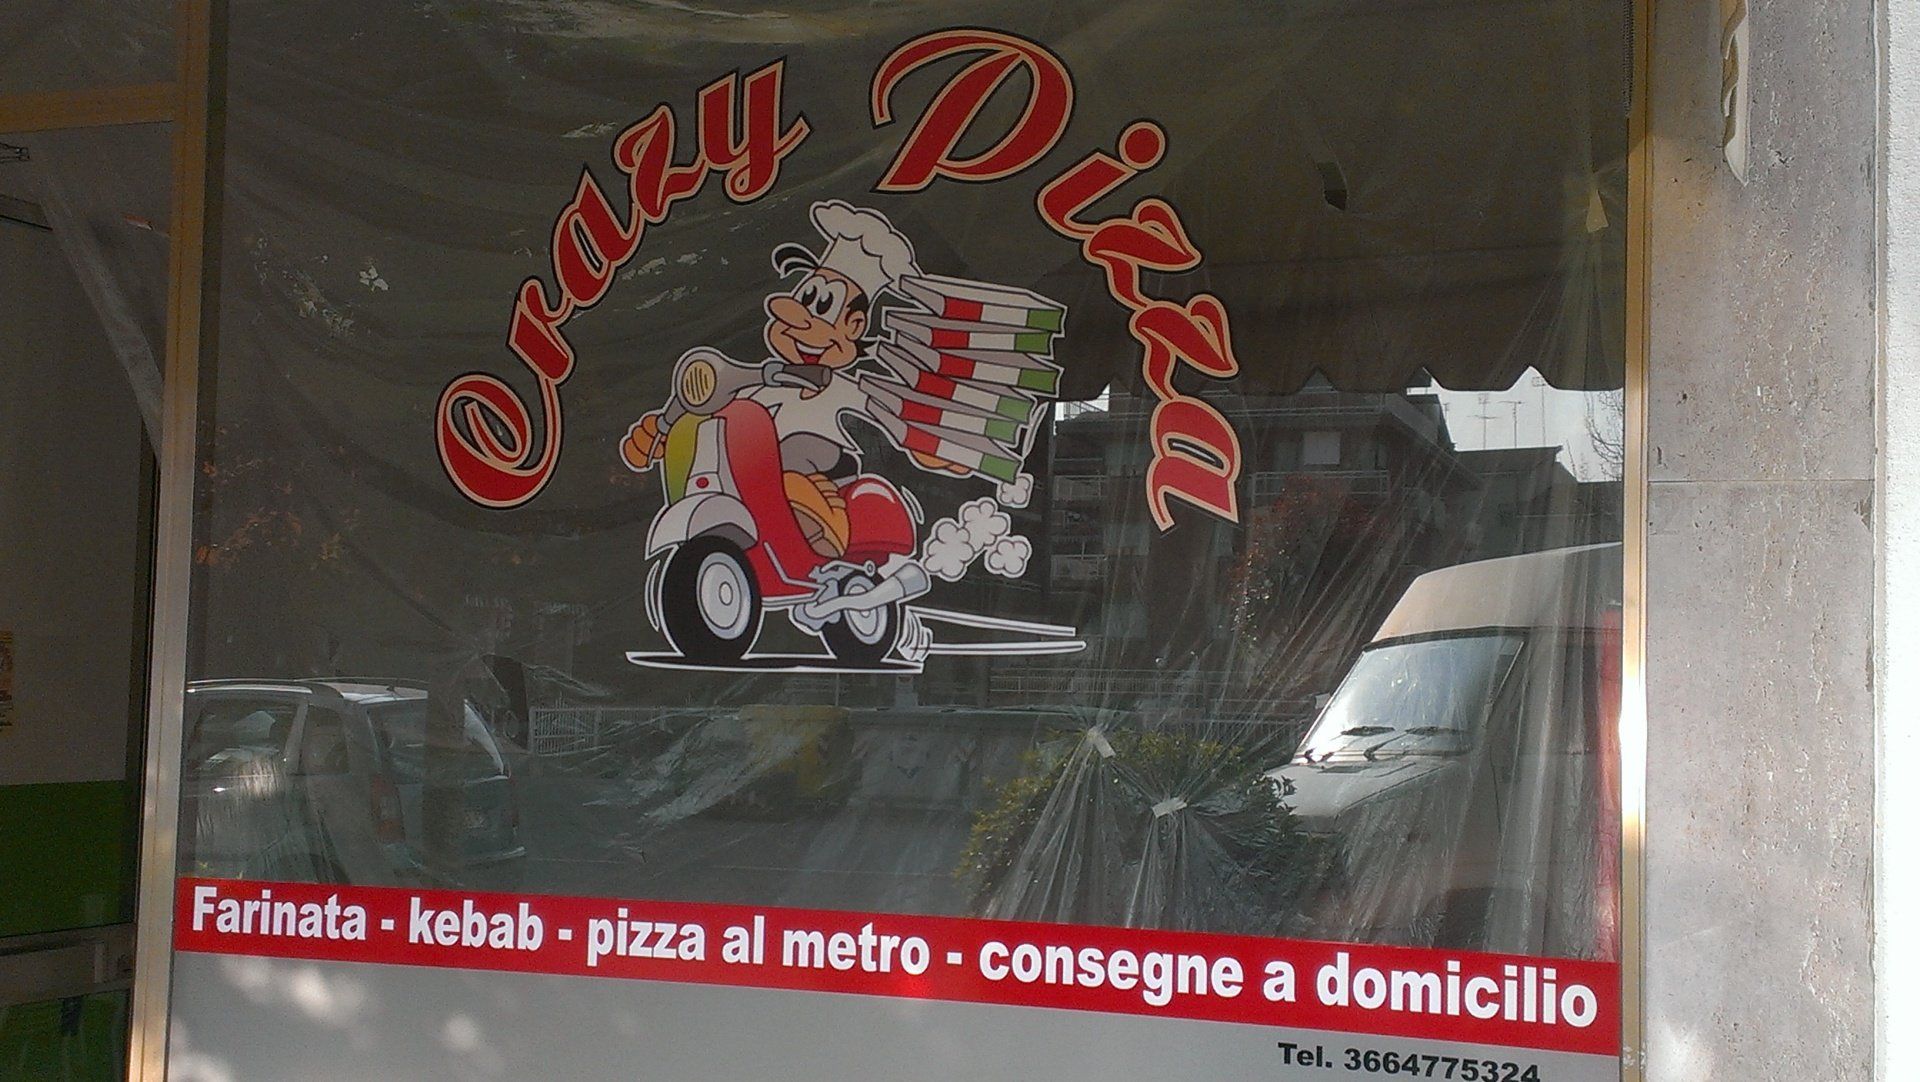 Crazy Pizza
Farinata - kebab - pizza al metro - consegne a domicilio
Tel. 3664775324